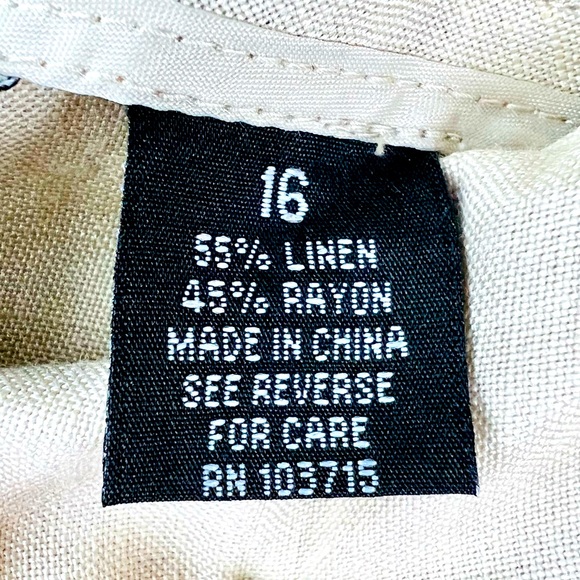 16
55% LINEN
45% RAYON
MADE IN CHINA
SEE REVERSE
FOR CARE
RN 103715